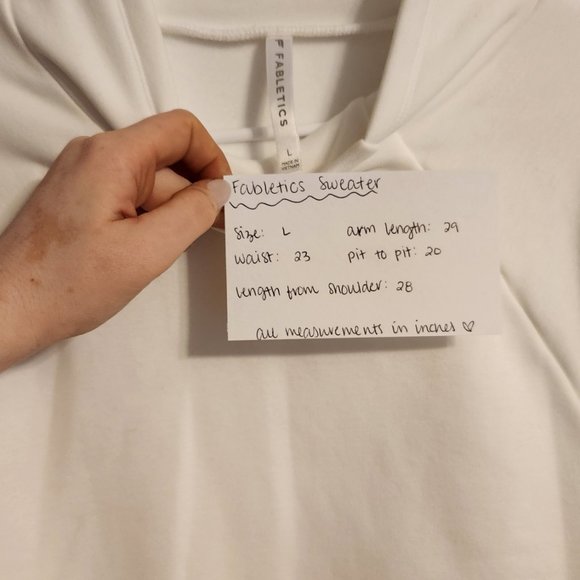 FABLETICS
L
MADE IN
VIETNAM
Fabletics Sweater
Size: L
arm length: 29
waist: 23
pit to pit: 20
length from shoulder: 28
all measurements in inches ♡